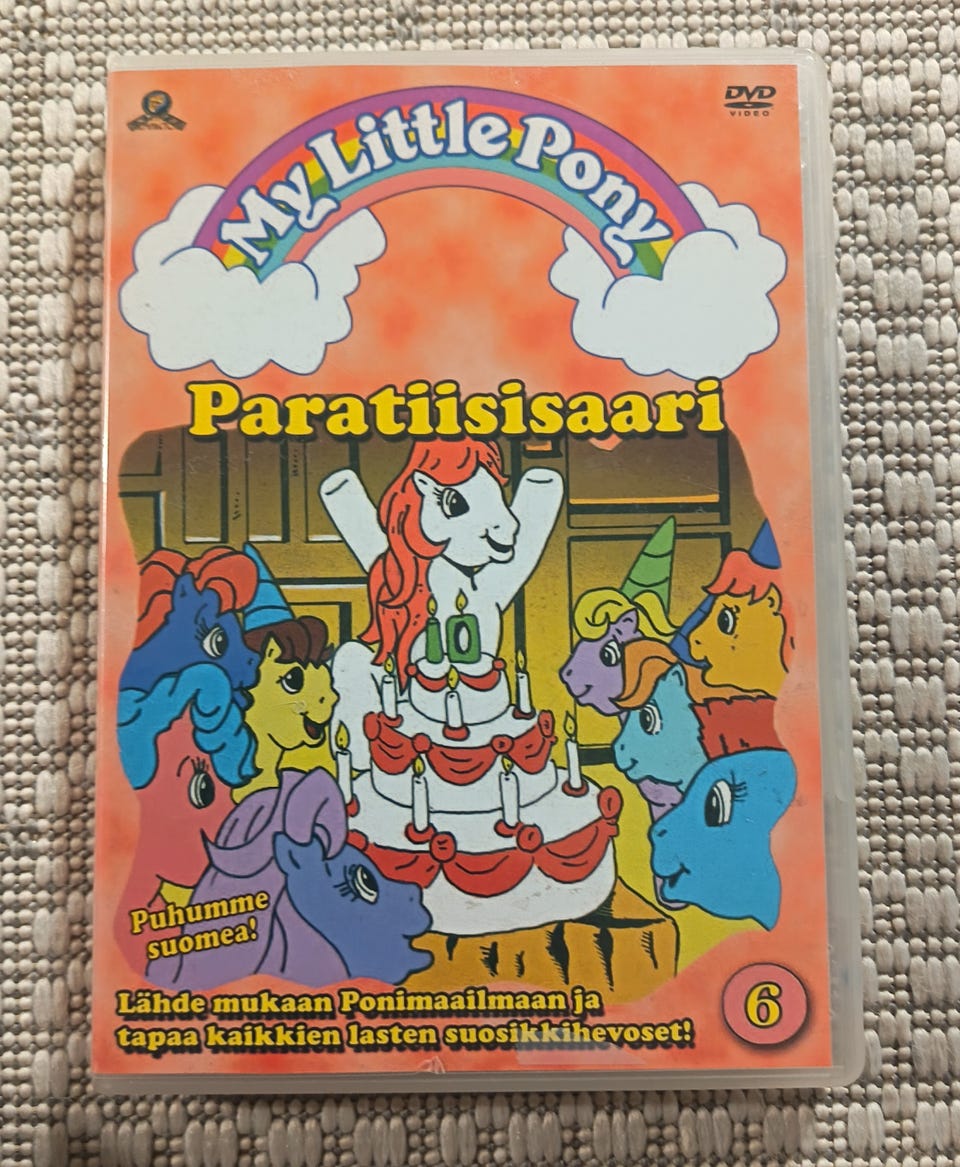 DVD
VIDEO
My Little Pony
Paratiisisaari
10
Puhumme
suomea!
Lähde mukaan Ponimaailmaan ja
tapaa kaikkien lasten suosikkihevoset!
6